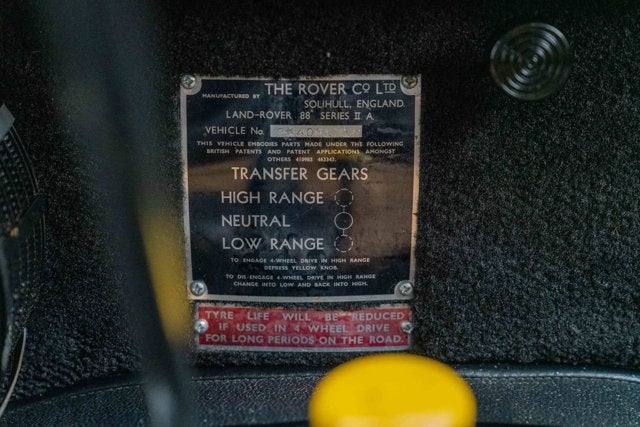 MANUFACTURED BY THE ROVER CO LTD
SOLIHULL, ENGLAND.
LAND-ROVER 88" SERIES II A
VEHICLE No.
THIS VEHICLE EMBODIES PARTS MADE UNDER THE FOLLOWING
BRITISH PATENTS AND PATENT APPLICATIONS AMONGST
OTHERS 410983 463343.
TRANSFER GEARS
HIGH RANGE
NEUTRAL
LOW RANGE
TO ENGAGE 4-WHEEL DRIVE IN HIGH RANGE
DEPRESS YELLOW KNOB.
TO DIS-ENGAGE 4-WHEEL DRIVE IN HIGH RANGE
CHANGE INTO LOW AND BACK INTO HIGH.
TYRE LIFE WILL BE REDUCED
IF USED IN 4 WHEEL DRIVE
FOR LONG PERIODS ON THE ROAD.